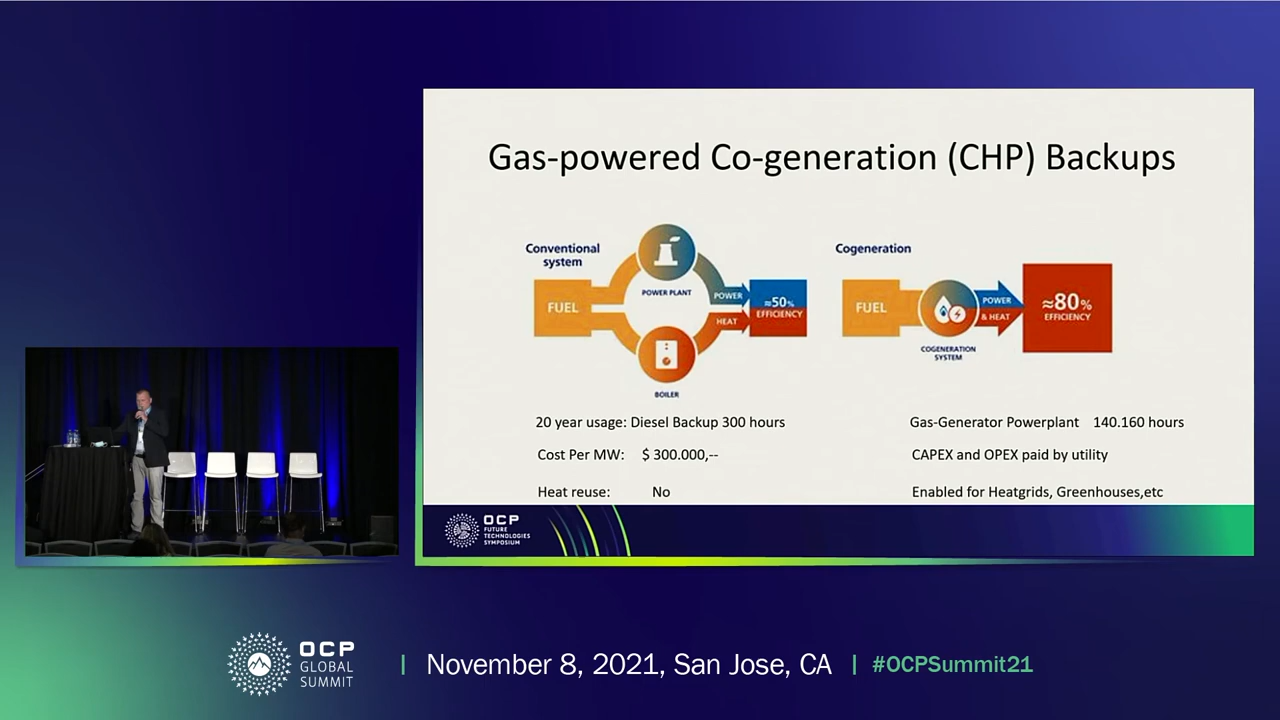 Gas-powered Co-generation (CHP) Backups
Conventional
system
FUEL
POWER PLANT
POWER
HEAT
≈50%
EFFICIENCY
BOILER
Cogeneration
FUEL
POWER
& HEAT
COGENERATION
SYSTEM
≈80%
EFFICIENCY
20 year usage: Diesel Backup 300 hours
Gas-Generator Powerplant 140.160 hours
Cost Per MW: $ 300.000,--
CAPEX and OPEX paid by utility
Heat reuse: No
Enabled for Heatgrids, Greenhouses,etc
OCP
FUTURE
TECHNOLOGIES
SYMPOSIUM
OCP
GLOBAL
SUMMIT
| November 8, 2021, San Jose, CA | #OCPSummit21